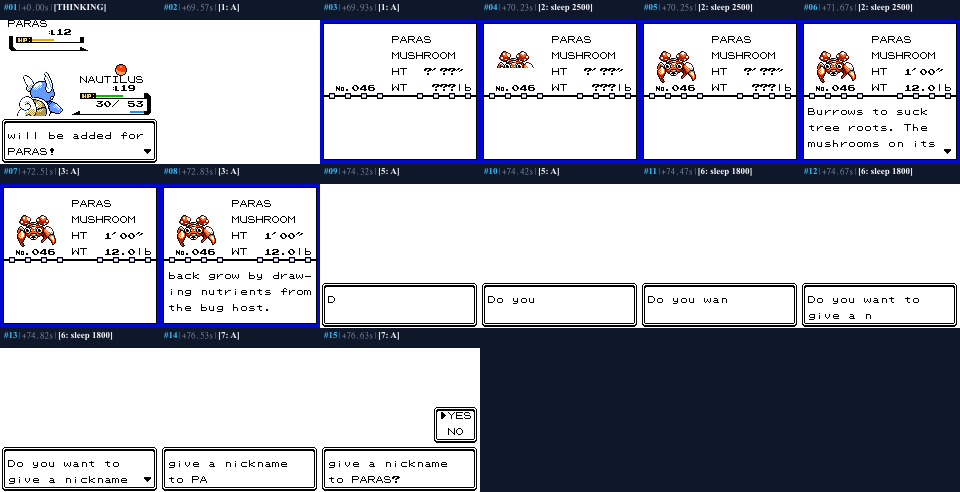 #01|+0.00s|[THINKING]
PARAS
:L12
HP:
NAUTILUS
:L19
HP:
30/ 53
will be added for
PARAS!
#02|+69.57s|[1: A]
#03|+69.93s|[1: A]
PARAS
MUSHROOM
HT ?'??"
No.046 WT ???lb
#04|+70.23s|[2: sleep 2500]
PARAS
MUSHROOM
HT ?'??"
No.046 WT ???lb
#05|+70.25s|[2: sleep 2500]
PARAS
MUSHROOM
HT ?'??"
No.046 WT ???lb
#06|+71.67s|[2: sleep 2500]
PARAS
MUSHROOM
HT 1'00"
No.046 WT 12.0lb
Burrows to suck
tree roots. The
mushrooms on its
#07|+72.51s|[3: A]
PARAS
MUSHROOM
HT 1'00"
No.046 WT 12.0lb
#08|+72.83s|[3: A]
PARAS
MUSHROOM
HT 1'00"
No.046 WT 12.0lb
back grow by draw-
ing nutrients from
the bug host.
#09|+74.32s|[5: A]
D
#10|+74.42s|[5: A]
Do you
#11|+74.47s|[6: sleep 1800]
Do you wan
#12|+74.67s|[6: sleep 1800]
Do you want to
give a n
#13|+74.82s|[6: sleep 1800]
Do you want to
give a nickname
#14|+76.53s|[7: A]
give a nickname
to PA
#15|+76.63s|[7: A]
YES
NO
give a nickname
to PARAS?